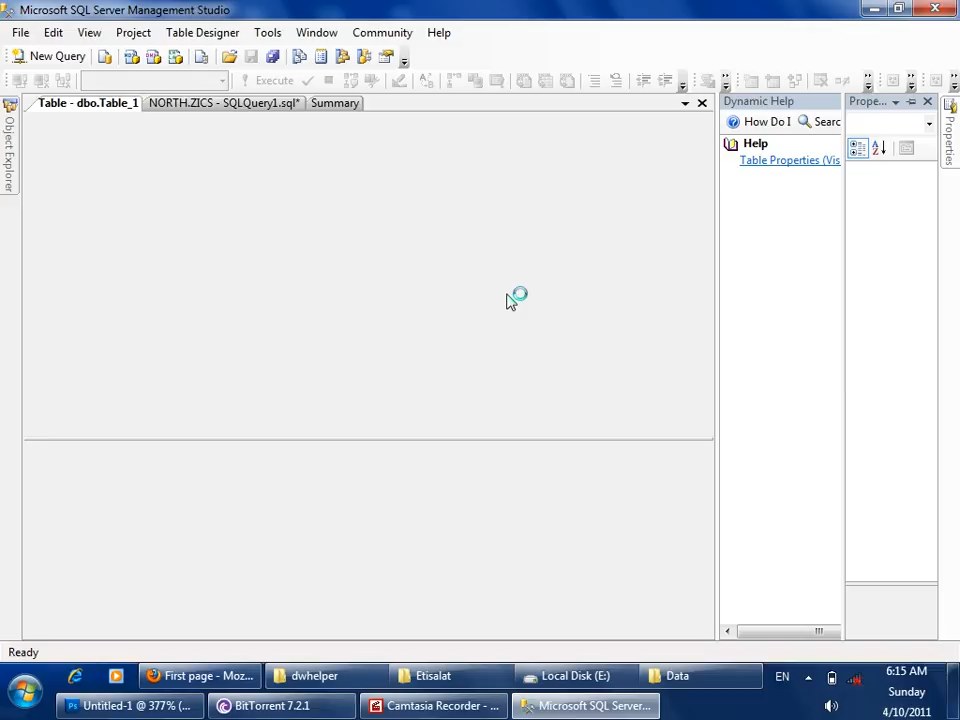 Microsoft SQL Server Management Studio
File Edit View Project Table Designer Tools Window Community Help
New Query
Execute
Table - dbo.Table_1 NORTH.ZICS - SQLQuery1.sql* Summary
Dynamic Help
Prope...
How Do I Searc
Help
Table Properties (Vis
Object Explorer
Properties
Ready
First page - Moz... dwhelper Etisalat Local Disk (E:) Data
EN
6:15 AM
Sunday
4/10/2011
Untitled-1 @ 377% (... BitTorrent 7.2.1 Camtasia Recorder - ... Microsoft SQL Server...